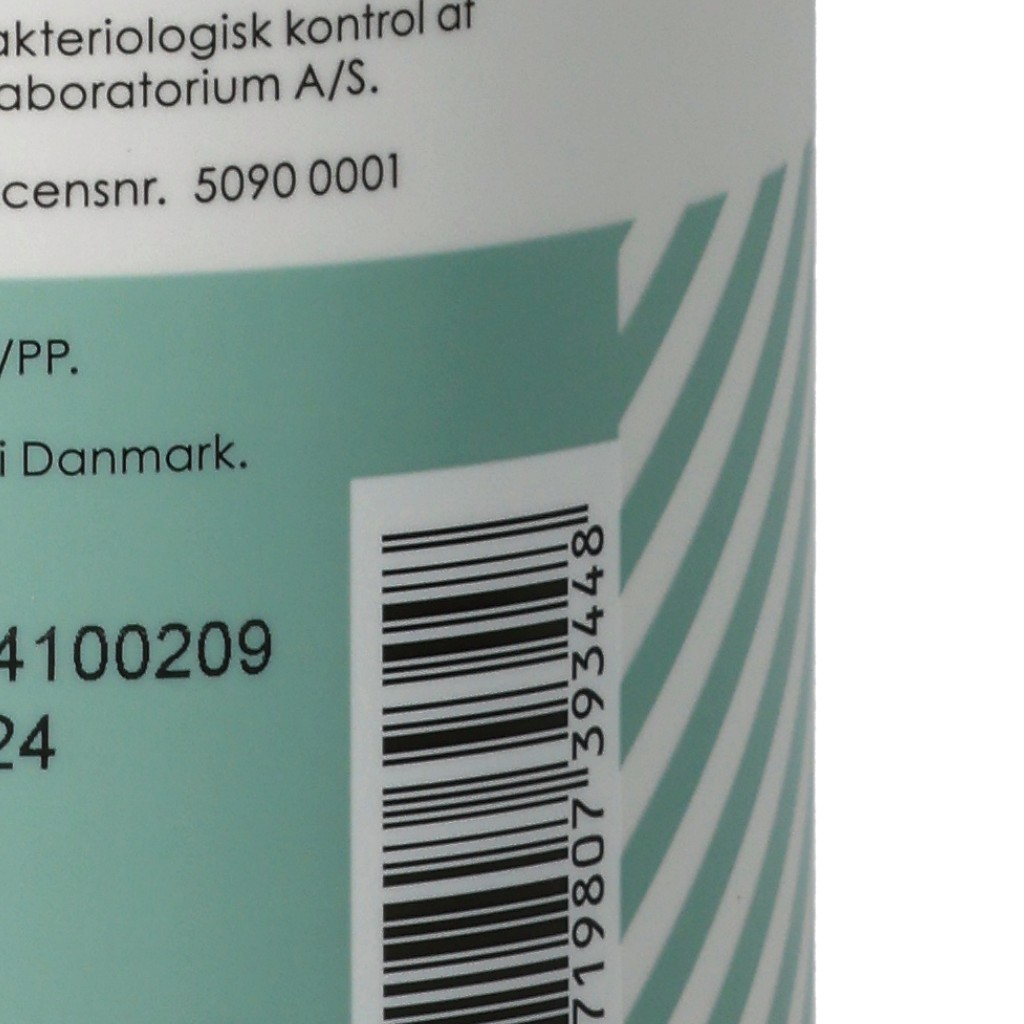 akteriologisk kontrol af
aboratorium A/S.
censnr. 5090 0001
/PP.
i Danmark.
4100209
24
719807 393448